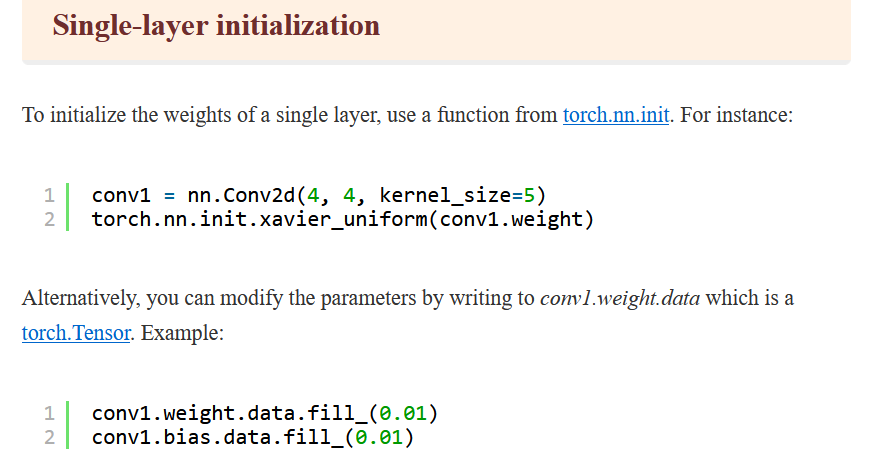 Single-layer initialization
To initialize the weights of a single layer, use a function from torch.nn.init. For instance:
1 conv1 = nn.Conv2d(4, 4, kernel_size=5)
2 torch.nn.init.xavier_uniform(conv1.weight)
Alternatively, you can modify the parameters by writing to conv1.weight.data which is a
torch.Tensor. Example:
1 conv1.weight.data.fill_(0.01)
2 conv1.bias.data.fill_(0.01)